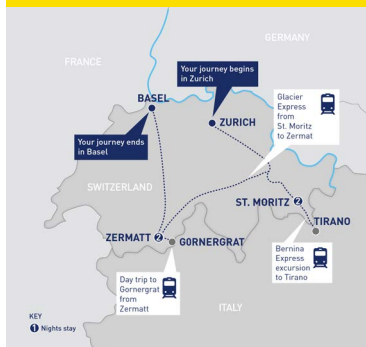 GERMANY
FRANCE
Your journey begins
in Zurich
BASEL
ZURICH
Glacier
Express
from
St. Moritz
to Zermat
Your journey ends
in Basel
SWITZERLAND
ST. MORITZ 2
TIRANO
ZERMATT 2
GORNERGRAT
Bernina
Express
excursion
to Tirano
Day trip to
Gornergrat
from
Zermatt
ITALY
KEY
1 Nights stay